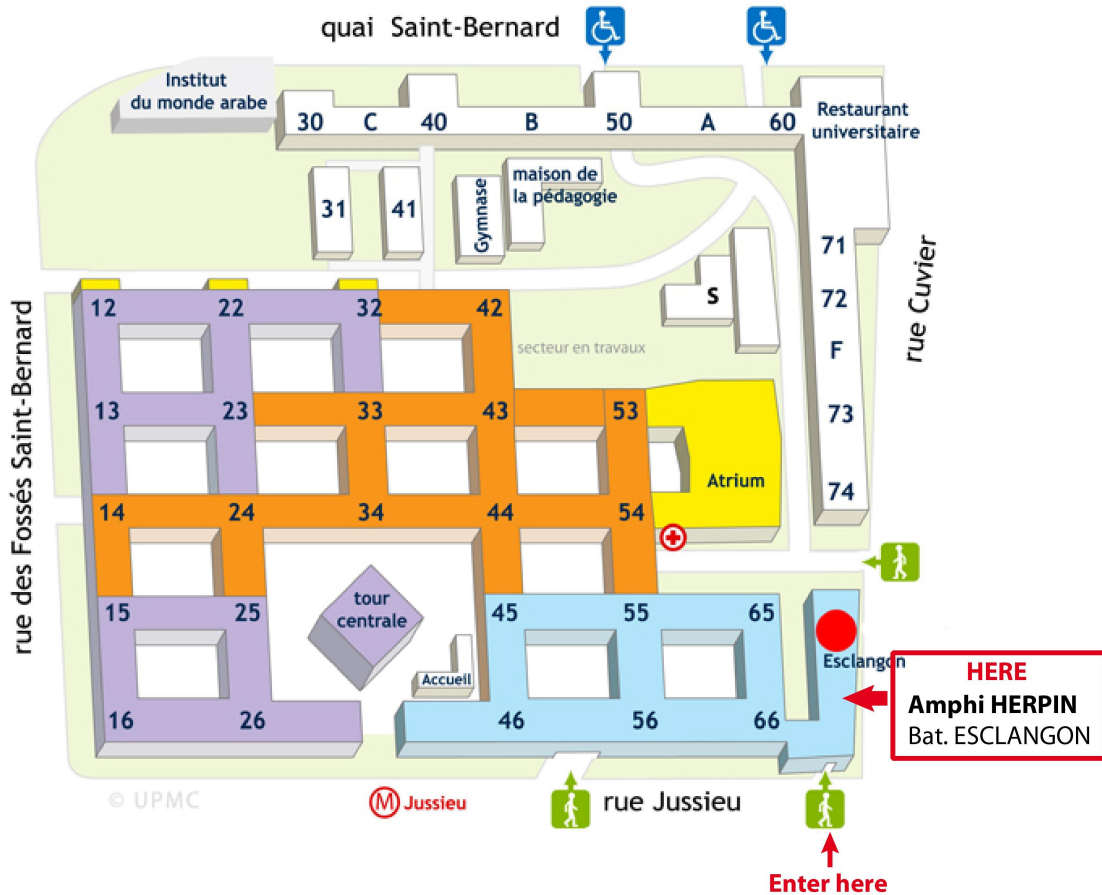 quai Saint-Bernard
Institut
du monde arabe
30 C 40 B 50 A 60
Restaurant
universitaire
31
41
Gymnase
maison de
la pédagogie
71
72
F
73
74
S
rue Cuvier
rue des Fossés Saint-Bernard
12 22 32 42
secteur en travaux
13 23 33 43 53
Atrium
14 24 34 44 54
tour
centrale
15 25 45 55 65
Esclangon
Accueil
16 26 46 56 66
HERE
Amphi HERPIN
Bat. ESCLANGON
© UPMC
M Jussieu
rue Jussieu
Enter here